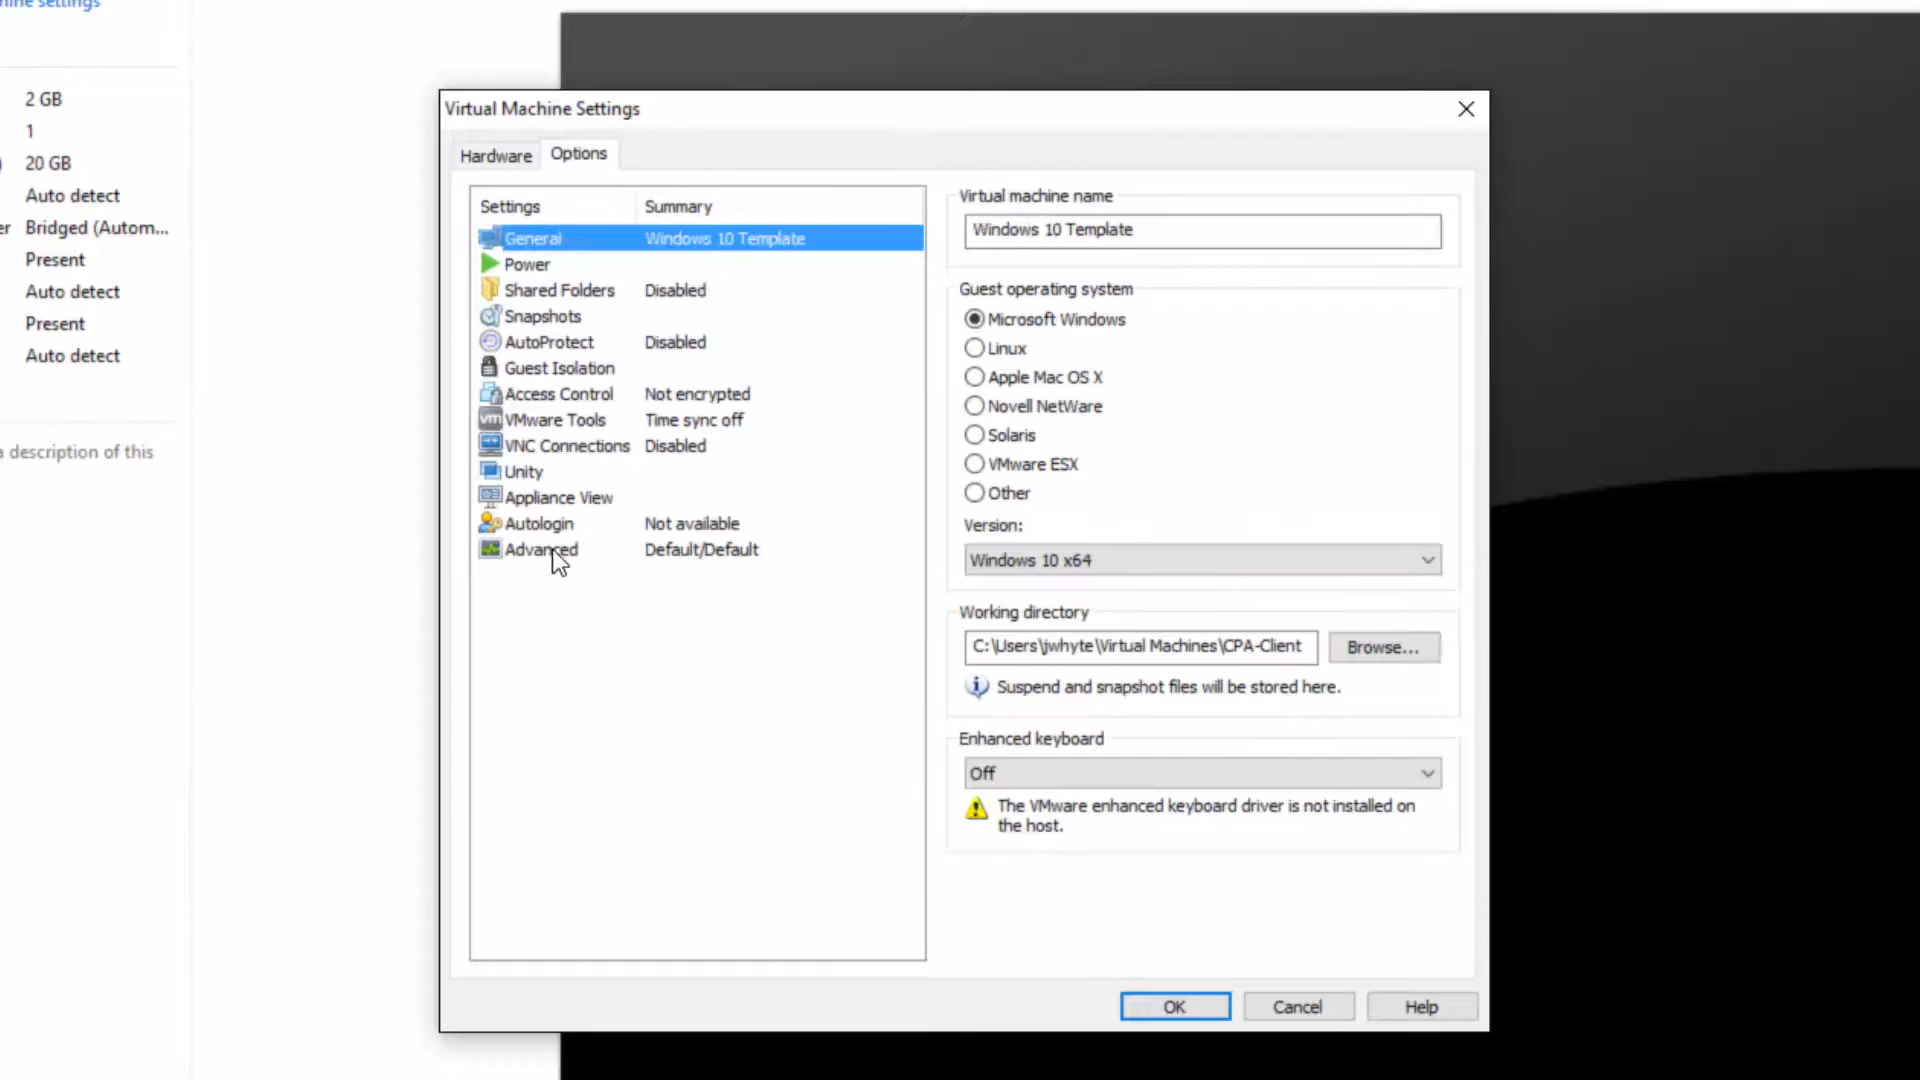 settings
2 GB
1
20 GB
Auto detect
er Bridged (Autom...
Present
Auto detect
Present
Auto detect
a description of this
Virtual Machine Settings
Hardware Options
Settings Summary
General Windows 10 Template
Power
Shared Folders Disabled
Snapshots
AutoProtect Disabled
Guest Isolation
Access Control Not encrypted
VMware Tools Time sync off
VNC Connections Disabled
Unity
Appliance View
Autologin Not available
Advanced Default/Default
Virtual machine name
Windows 10 Template
Guest operating system
Microsoft Windows
Linux
Apple Mac OS X
Novell NetWare
Solaris
VMware ESX
Other
Version:
Windows 10 x64
Working directory
C:\Users\jwhyte\Virtual Machines\CPA-Client
Browse...
Suspend and snapshot files will be stored here.
Enhanced keyboard
Off
The VMware enhanced keyboard driver is not installed on
the host.
OK Cancel Help